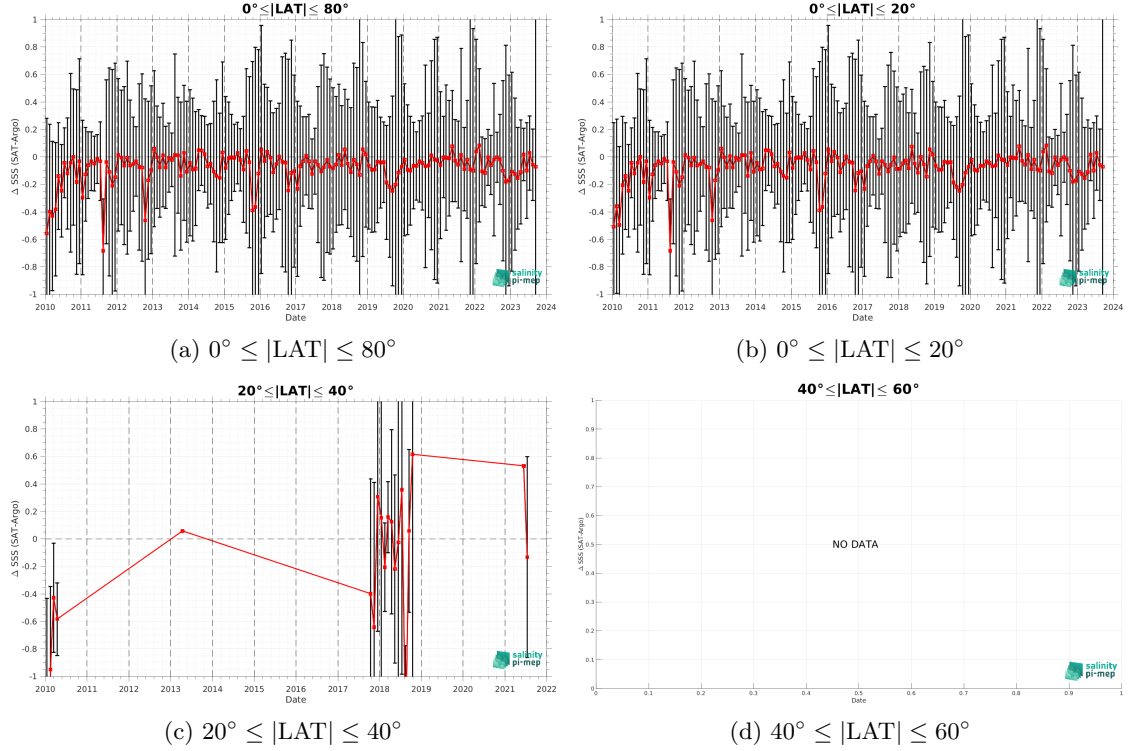 0°≤|LAT|≤ 80°
1
0.8
0.6
0.4
0.2
0
-0.2
-0.4
-0.6
-0.8
-1
Δ SSS (SAT-Argo)
2010 2011 2012 2013 2014 2015 2016 2017 2018 2019 2020 2021 2022 2023 2024
Date
salinity
pi-mep
(a) 0° ≤ |LAT| ≤ 80°
0°≤|LAT|≤ 20°
1
0.8
0.6
0.4
0.2
0
-0.2
-0.4
-0.6
-0.8
-1
Δ SSS (SAT-Argo)
2010 2011 2012 2013 2014 2015 2016 2017 2018 2019 2020 2021 2022 2023 2024
Date
salinity
pi-mep
(b) 0° ≤ |LAT| ≤ 20°
20°≤|LAT|≤ 40°
1
0.8
0.6
0.4
0.2
0
-0.2
-0.4
-0.6
-0.8
-1
Δ SSS (SAT-Argo)
2010 2011 2012 2013 2014 2015 2016 2017 2018 2019 2020 2021 2022
Date
salinity
pi-mep
(c) 20° ≤ |LAT| ≤ 40°
40°≤|LAT|≤ 60°
1
0.9
0.8
0.7
0.6
0.5
0.4
0.3
0.2
0.1
0
Δ SSS (SAT-Argo)
NO DATA
0 0.1 0.2 0.3 0.4 0.5 0.6 0.7 0.8 0.9 1
Date
salinity
pi-mep
(d) 40° ≤ |LAT| ≤ 60°